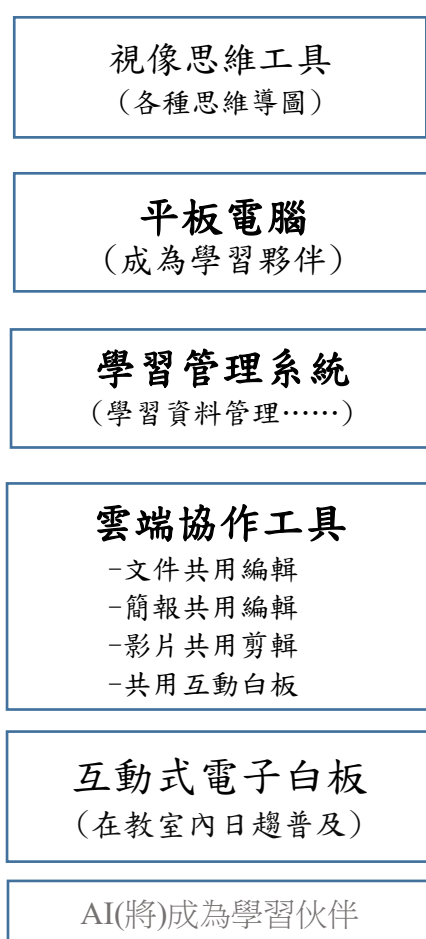 視像思維工具
（各種思維導圖）
平板電腦
（成為學習夥伴）
學習管理系統
（學習資料管理……）
雲端協作工具
-文件共用編輯
-簡報共用編輯
-影片共用剪輯
-共用互動白板
互動式電子白板
（在教室內日趨普及）
AI(將)成為學習伙伴